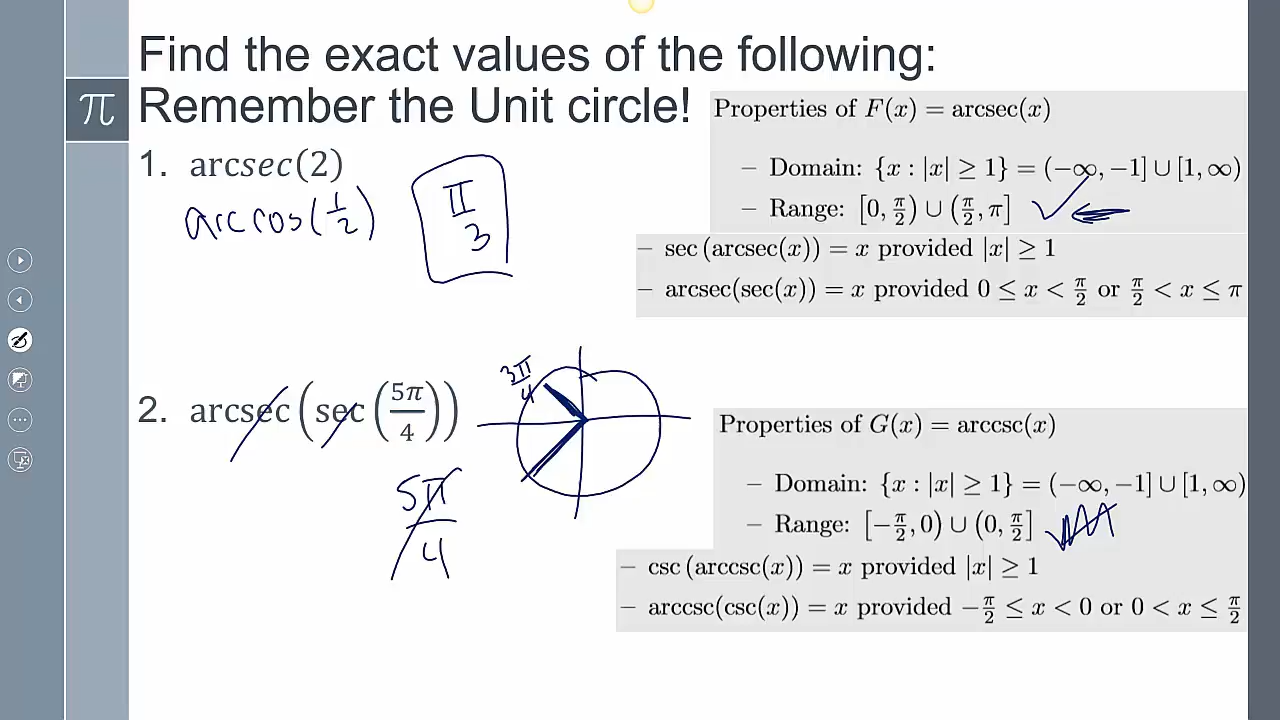 Find the exact values of the following:
π Remember the Unit circle!
Properties of F(x) = arcsec(x)
– Domain: {x : |x| ≥ 1} = (−∞, −1] ∪ [1, ∞)
– Range: [0, π/2) ∪ (π/2, π]
– sec (arcsec(x)) = x provided |x| ≥ 1
– arcsec(sec(x)) = x provided 0 ≤ x < π/2 or π/2 < x ≤ π
1. arcsec(2)
arccos(1/2)
π/3
2. arcsec(sec(5π/4))
3π/4
5π/4
Properties of G(x) = arccsc(x)
– Domain: {x : |x| ≥ 1} = (−∞, −1] ∪ [1, ∞)
– Range: [−π/2, 0) ∪ (0, π/2]
– csc (arccsc(x)) = x provided |x| ≥ 1
– arccsc(csc(x)) = x provided −π/2 ≤ x < 0 or 0 < x ≤ π/2